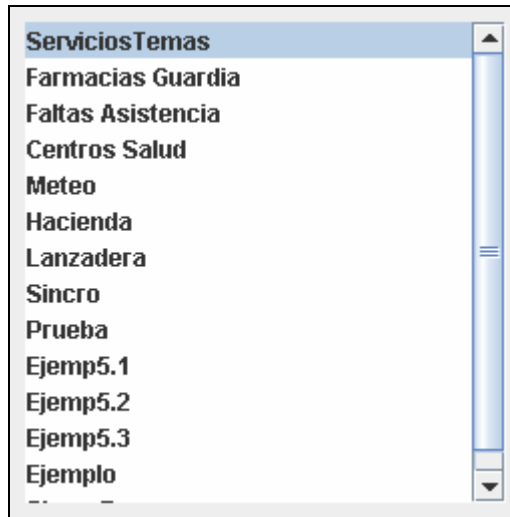 ServiciosTemas
Farmacias Guardia
Faltas Asistencia
Centros Salud
Meteo
Hacienda
Lanzadera
Sincro
Prueba
Ejemp5.1
Ejemp5.2
Ejemp5.3
Ejemplo